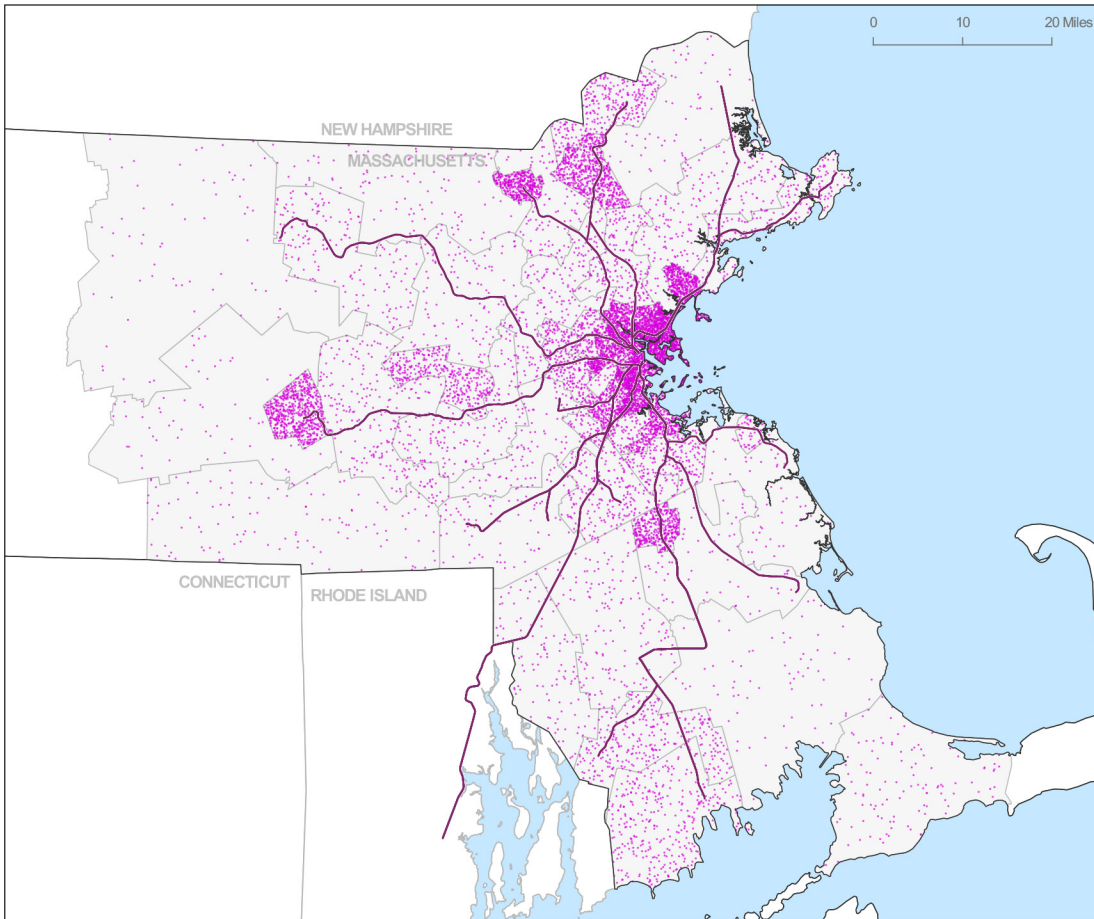 0 10 20 Miles
NEW HAMPSHIRE
MASSACHUSETTS
CONNECTICUT
RHODE ISLAND